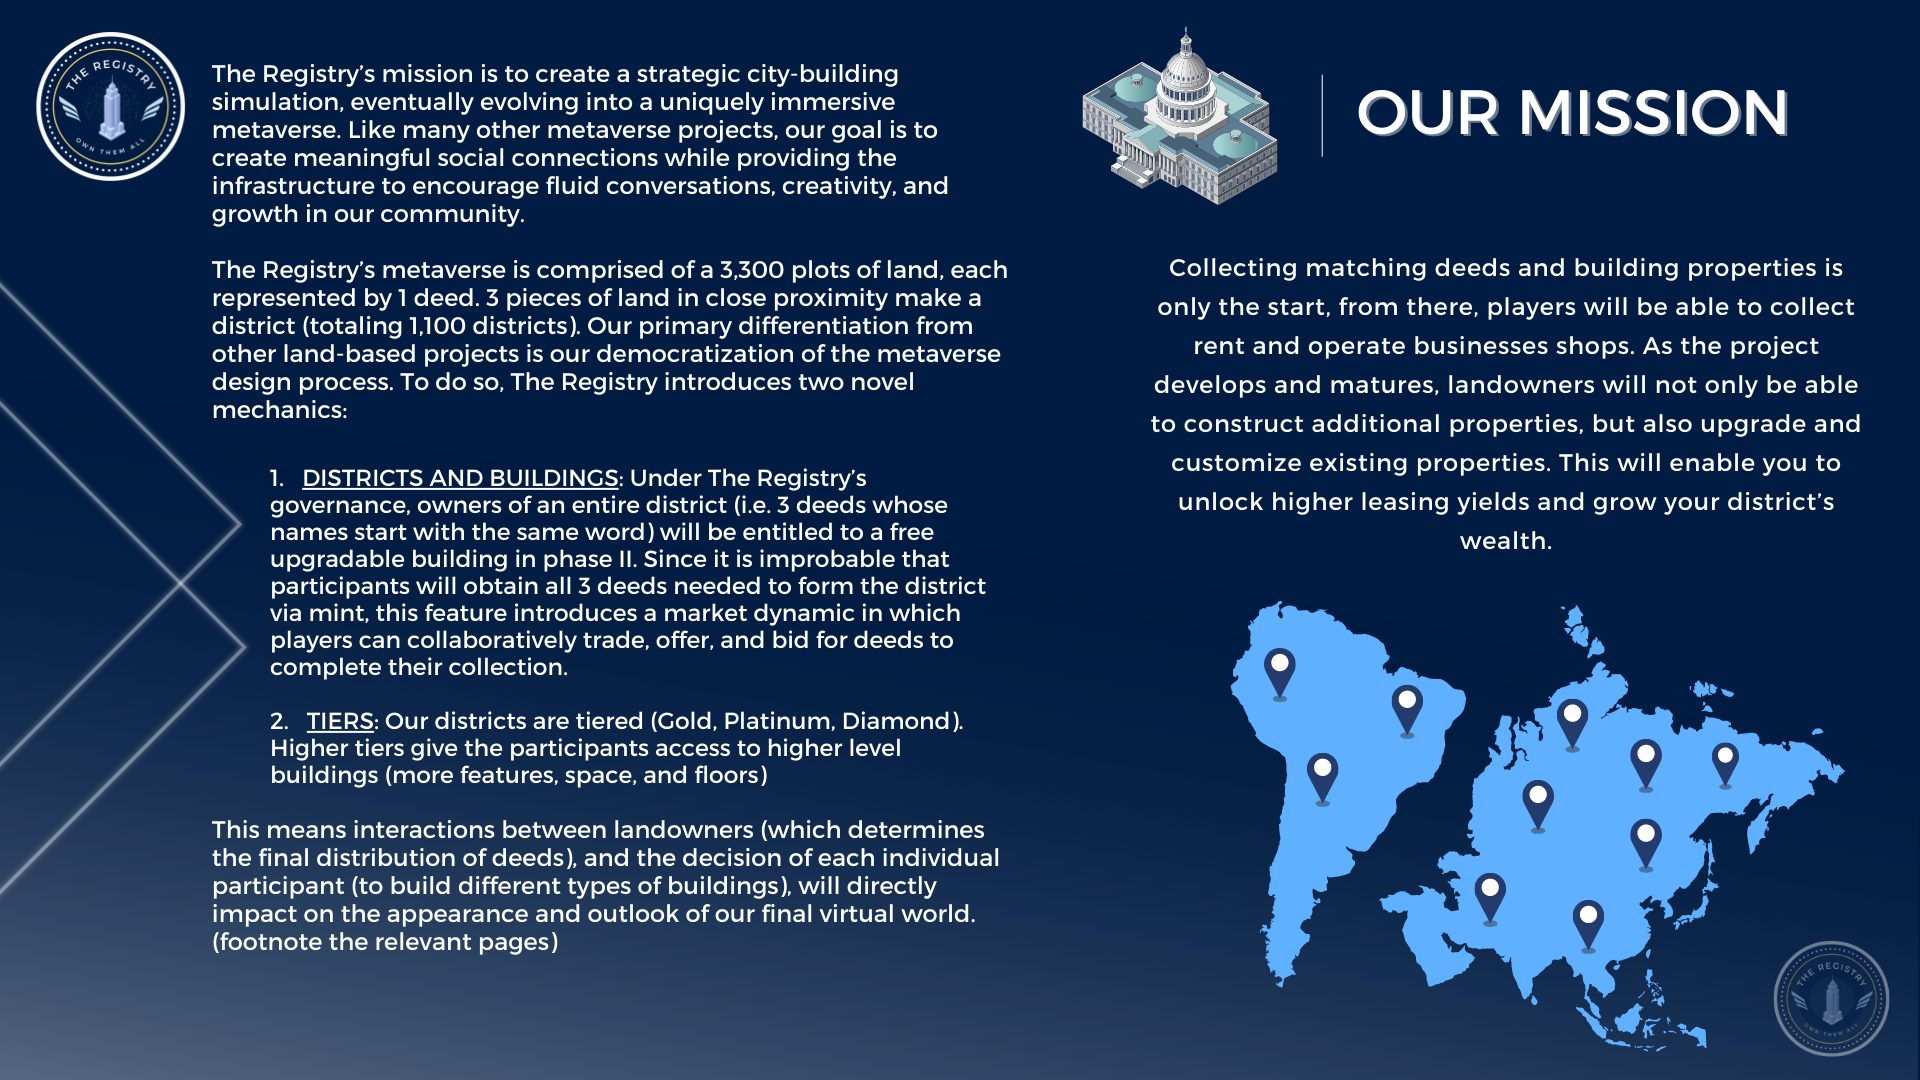 THE REGISTRY
OWN THEM ALL
The Registry's mission is to create a strategic city-building
simulation, eventually evolving into a uniquely immersive
metaverse. Like many other metaverse projects, our goal is to
create meaningful social connections while providing the
infrastructure to encourage fluid conversations, creativity, and
growth in our community.
The Registry's metaverse is comprised of a 3,300 plots of land, each
represented by 1 deed. 3 pieces of land in close proximity make a
district (totaling 1,100 districts). Our primary differentiation from
other land-based projects is our democratization of the metaverse
design process. To do so, The Registry introduces two novel
mechanics:
1. DISTRICTS AND BUILDINGS: Under The Registry's
governance, owners of an entire district (i.e. 3 deeds whose
names start with the same word) will be entitled to a free
upgradable building in phase II. Since it is improbable that
participants will obtain all 3 deeds needed to form the district
via mint, this feature introduces a market dynamic in which
players can collaboratively trade, offer, and bid for deeds to
complete their collection.
2. TIERS: Our districts are tiered (Gold, Platinum, Diamond).
Higher tiers give the participants access to higher level
buildings (more features, space, and floors)
This means interactions between landowners (which determines
the final distribution of deeds), and the decision of each individual
participant (to build different types of buildings), will directly
impact on the appearance and outlook of our final virtual world.
(footnote the relevant pages)
OUR MISSION
Collecting matching deeds and building properties is
only the start, from there, players will be able to collect
rent and operate businesses shops. As the project
develops and matures, landowners will not only be able
to construct additional properties, but also upgrade and
customize existing properties. This will enable you to
unlock higher leasing yields and grow your district's
wealth.
THE REGISTRY
OWN THEM ALL